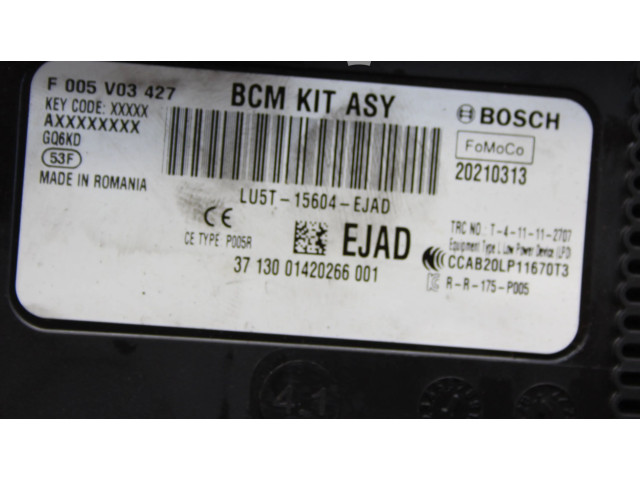 F 005 V03 427
BCM KIT ASY
BOSCH
KEY CODE: XXXXX
AXXXXXXXX
GQ6KD
53F
MADE IN ROMANIA
FoMoCo
20210313
LU5T-15604-EJAD
CE
CE TYPE P005R
EJAD
37 130 01420266 001
TRC NO.: T-4-11-11-2707
Equipment Type L Low Power Device (LPD)
CCAB20LP11670T3
R-R-175-P005